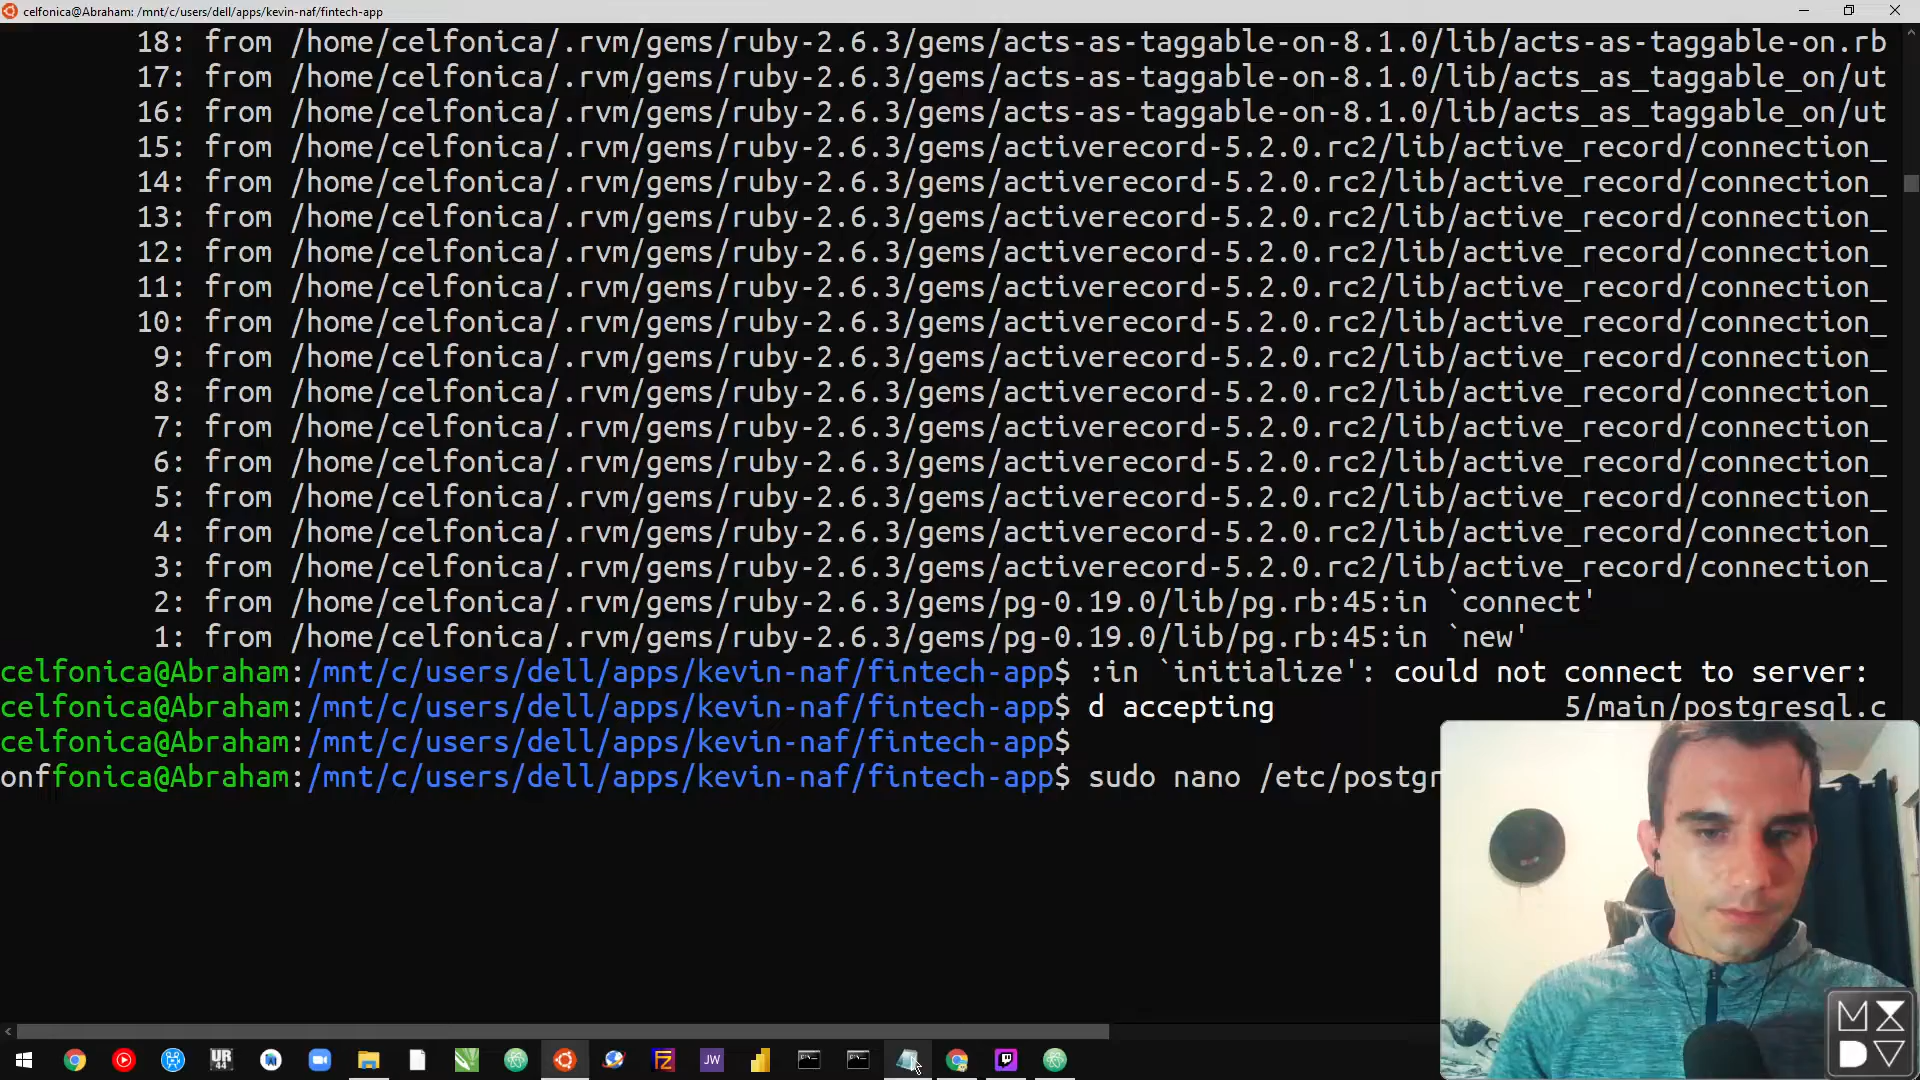 celfonica@Abraham: /mnt/c/users/dell/apps/kevin-naf/fintech-app
18: from /home/celfonica/.rvm/gems/ruby-2.6.3/gems/acts-as-taggable-on-8.1.0/lib/acts-as-taggable-on.rb
17: from /home/celfonica/.rvm/gems/ruby-2.6.3/gems/acts-as-taggable-on-8.1.0/lib/acts_as_taggable_on/ut
16: from /home/celfonica/.rvm/gems/ruby-2.6.3/gems/acts-as-taggable-on-8.1.0/lib/acts_as_taggable_on/ut
15: from /home/celfonica/.rvm/gems/ruby-2.6.3/gems/activerecord-5.2.0.rc2/lib/active_record/connection_
14: from /home/celfonica/.rvm/gems/ruby-2.6.3/gems/activerecord-5.2.0.rc2/lib/active_record/connection_
13: from /home/celfonica/.rvm/gems/ruby-2.6.3/gems/activerecord-5.2.0.rc2/lib/active_record/connection_
12: from /home/celfonica/.rvm/gems/ruby-2.6.3/gems/activerecord-5.2.0.rc2/lib/active_record/connection_
11: from /home/celfonica/.rvm/gems/ruby-2.6.3/gems/activerecord-5.2.0.rc2/lib/active_record/connection_
10: from /home/celfonica/.rvm/gems/ruby-2.6.3/gems/activerecord-5.2.0.rc2/lib/active_record/connection_
9: from /home/celfonica/.rvm/gems/ruby-2.6.3/gems/activerecord-5.2.0.rc2/lib/active_record/connection_
8: from /home/celfonica/.rvm/gems/ruby-2.6.3/gems/activerecord-5.2.0.rc2/lib/active_record/connection_
7: from /home/celfonica/.rvm/gems/ruby-2.6.3/gems/activerecord-5.2.0.rc2/lib/active_record/connection_
6: from /home/celfonica/.rvm/gems/ruby-2.6.3/gems/activerecord-5.2.0.rc2/lib/active_record/connection_
5: from /home/celfonica/.rvm/gems/ruby-2.6.3/gems/activerecord-5.2.0.rc2/lib/active_record/connection_
4: from /home/celfonica/.rvm/gems/ruby-2.6.3/gems/activerecord-5.2.0.rc2/lib/active_record/connection_
3: from /home/celfonica/.rvm/gems/ruby-2.6.3/gems/activerecord-5.2.0.rc2/lib/active_record/connection_
2: from /home/celfonica/.rvm/gems/ruby-2.6.3/gems/pg-0.19.0/lib/pg.rb:45:in `connect'
1: from /home/celfonica/.rvm/gems/ruby-2.6.3/gems/pg-0.19.0/lib/pg.rb:45:in `new'
celfonica@Abraham:/mnt/c/users/dell/apps/kevin-naf/fintech-app$ :in `initialize': could not connect to server:
celfonica@Abraham:/mnt/c/users/dell/apps/kevin-naf/fintech-app$ d accepting 5/main/postgresql.c
celfonica@Abraham:/mnt/c/users/dell/apps/kevin-naf/fintech-app$
onffonica@Abraham:/mnt/c/users/dell/apps/kevin-naf/fintech-app$ sudo nano /etc/postgr
UR
44
FZ
JW